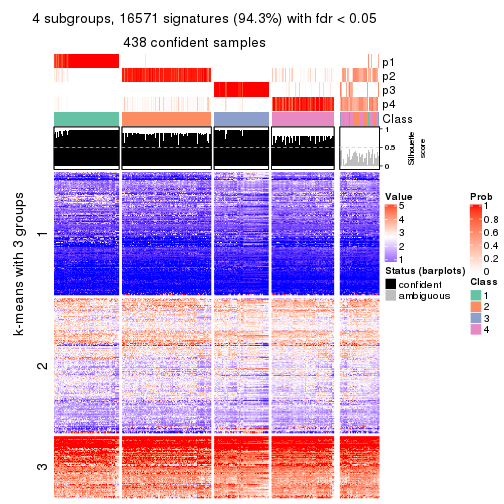 4 subgroups, 16571 signatures (94.3%) with fdr < 0.05
438 confident samples
p1
p2
p3
p4
Class
1
0.5
0
Silhouette
score
k-means with 3 groups
1
2
3
Value
5
4
3
2
1
Status (barplots)
confident
ambiguous
Prob
1
0.8
0.6
0.4
0.2
0
Class
1
2
3
4